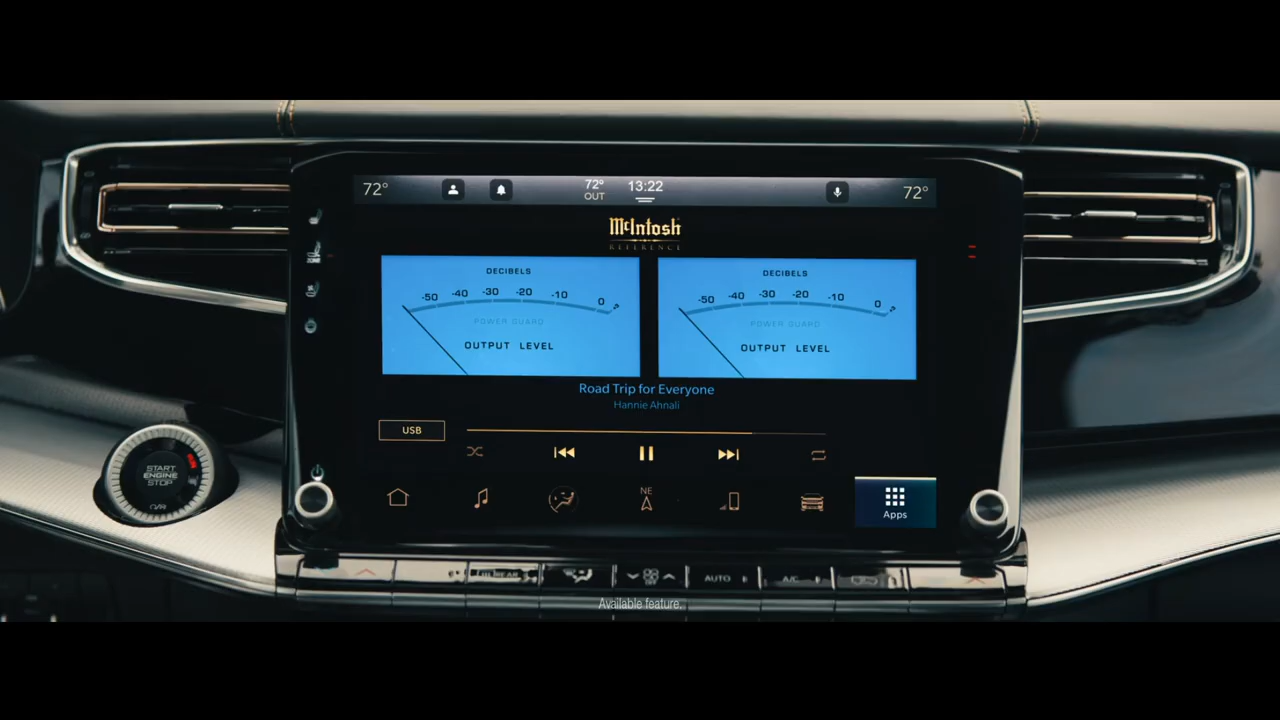 72° 72° 13:22 72°
OUT
McIntosh
REFERENCE
DECIBELS
-50 -40 -30 -20 -10 0
POWER GUARD
OUTPUT LEVEL
DECIBELS
-50 -40 -30 -20 -10 0
POWER GUARD
OUTPUT LEVEL
Road Trip for Everyone
Hannie Ahnali
USB
START
ENGINE
STOP
RUN
NE
Apps
OFF
AUTO
A/C
Available feature.